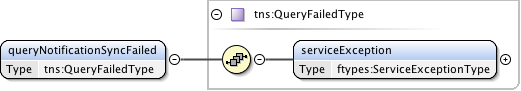 tns:QueryFailedType
queryNotificationSyncFailed
Type tns:QueryFailedType
serviceException
Type ftypes:ServiceExceptionType